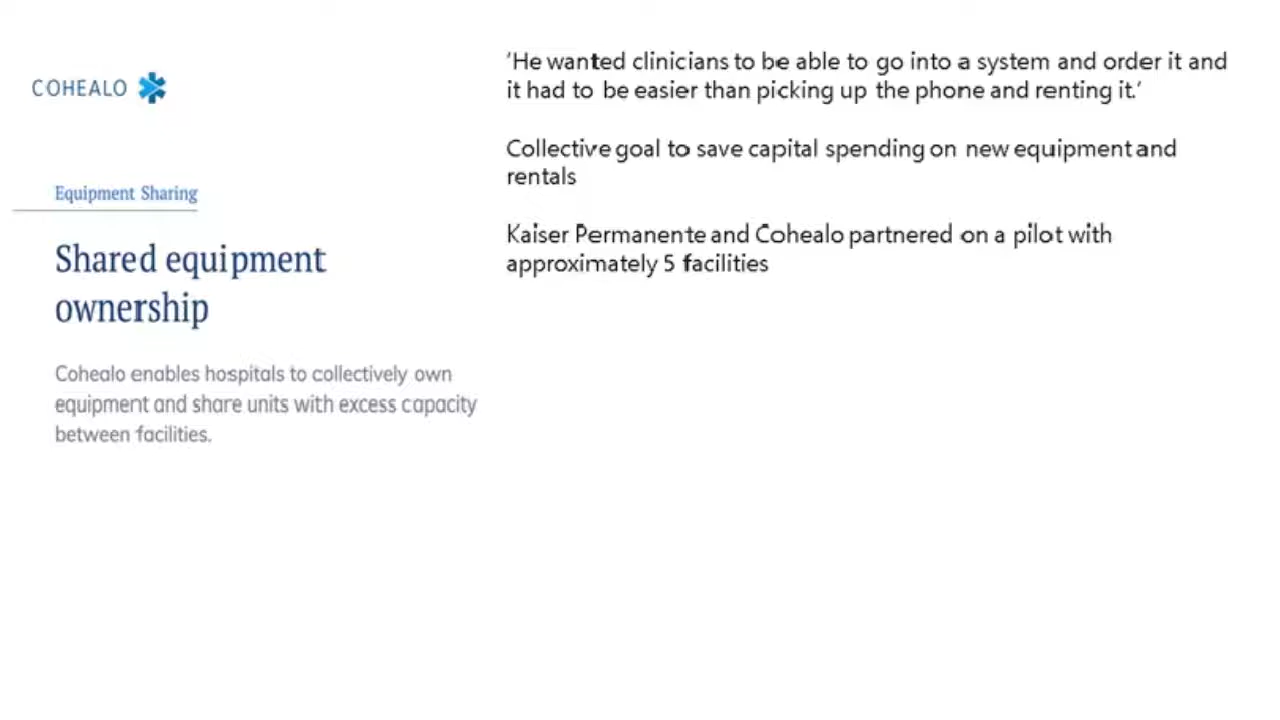 COHEALO
Equipment Sharing
Shared equipment
ownership
Cohealo enables hospitals to collectively own
equipment and share units with excess capacity
between facilities.
'He wanted clinicians to be able to go into a system and order it and
it had to be easier than picking up the phone and renting it.'
Collective goal to save capital spending on new equipment and
rentals
Kaiser Permanente and Cohealo partnered on a pilot with
approximately 5 facilities